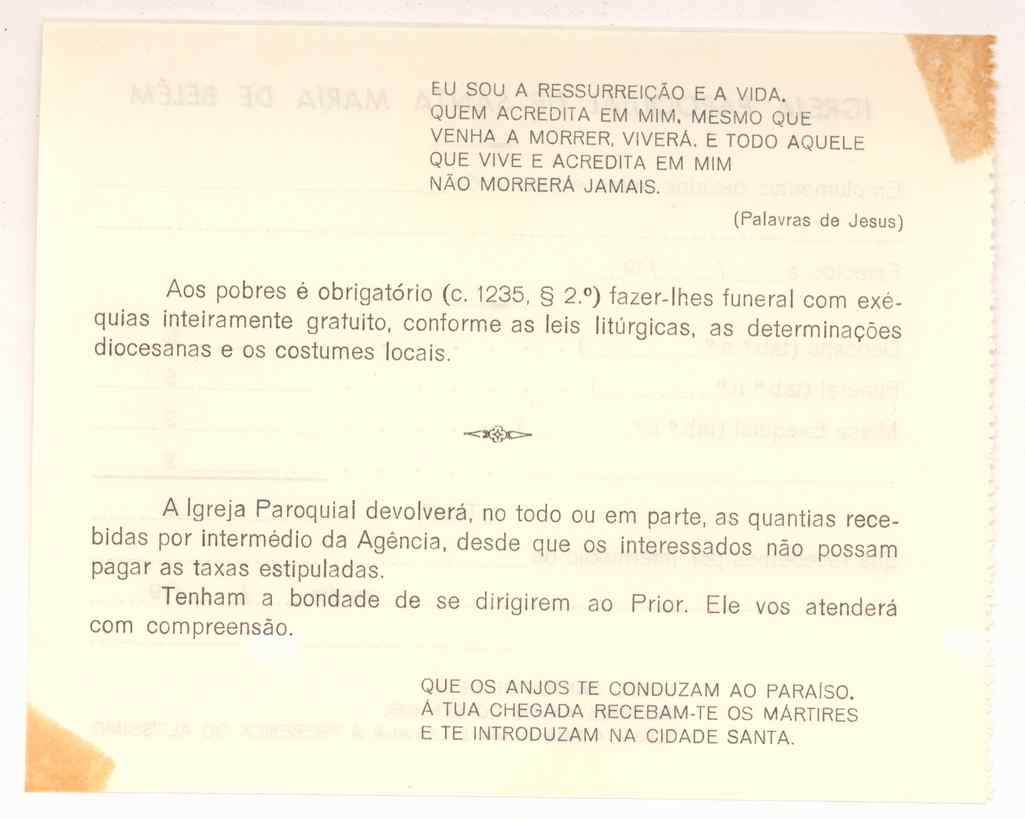 EU SOU A RESSURREIÇÃO E A VIDA.
QUEM ACREDITA EM MIM, MESMO QUE
VENHA A MORRER, VIVERÁ. E TODO AQUELE
QUE VIVE E ACREDITA EM MIM
NÃO MORRERÁ JAMAIS.
(Palavras de Jesus)
Aos pobres é obrigatório (c. 1235, § 2.º) fazer-lhes funeral com exé-
quias inteiramente gratuito, conforme as leis litúrgicas, as determinações
diocesanas e os costumes locais.
A Igreja Paroquial devolverá, no todo ou em parte, as quantias rece-
bidas por intermédio da Agência, desde que os interessados não possam
pagar as taxas estipuladas.
Tenham a bondade de se dirigirem ao Prior. Ele vos atenderá
com compreensão.
QUE OS ANJOS TE CONDUZAM AO PARAÍSO.
Á TUA CHEGADA RECEBAM-TE OS MÁRTIRES
E TE INTRODUZAM NA CIDADE SANTA.